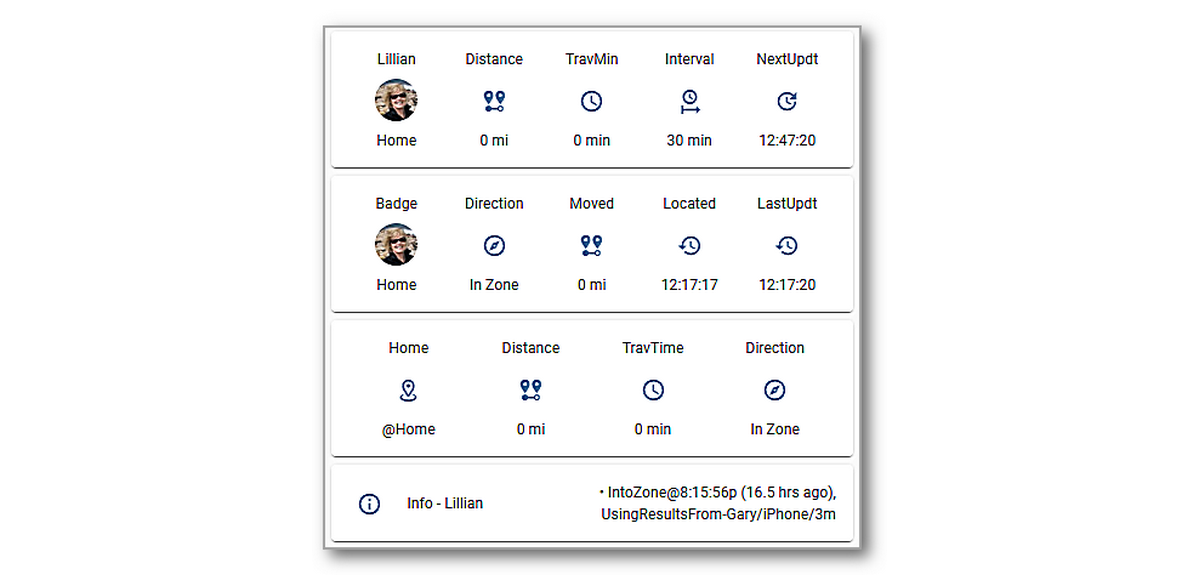 Lillian Distance TravMin Interval NextUpdt
Home 0 mi 0 min 30 min 12:47:20
Badge Direction Moved Located LastUpdt
Home In Zone 0 mi 12:17:17 12:17:20
Home Distance TravTime Direction
@Home 0 mi 0 min In Zone
Info - Lillian
• IntoZone@8:15:56p (16.5 hrs ago),
UsingResultsFrom-Gary/iPhone/3m